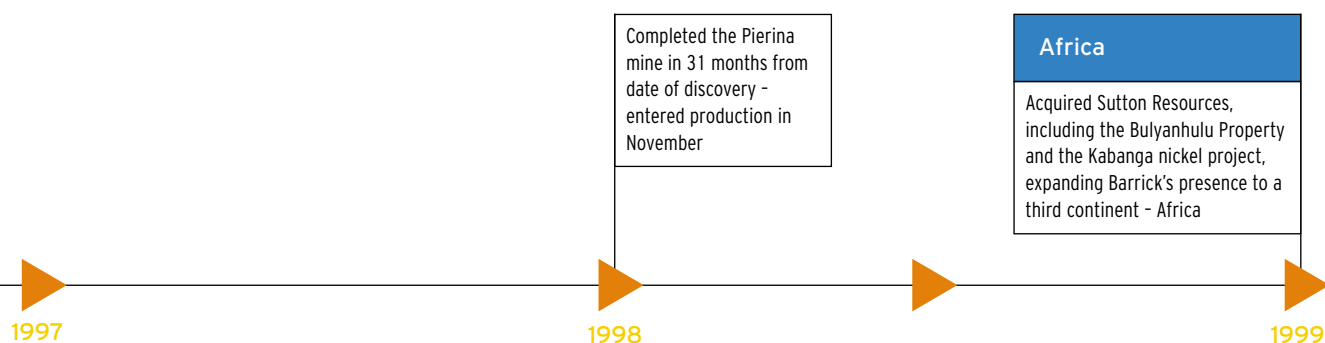 Completed the Pierina
mine in 31 months from
date of discovery –
entered production in
November
Africa
Acquired Sutton Resources,
including the Bulyanhulu Property
and the Kabanga nickel project,
expanding Barrick's presence to a
third continent – Africa
1997
1998
1999